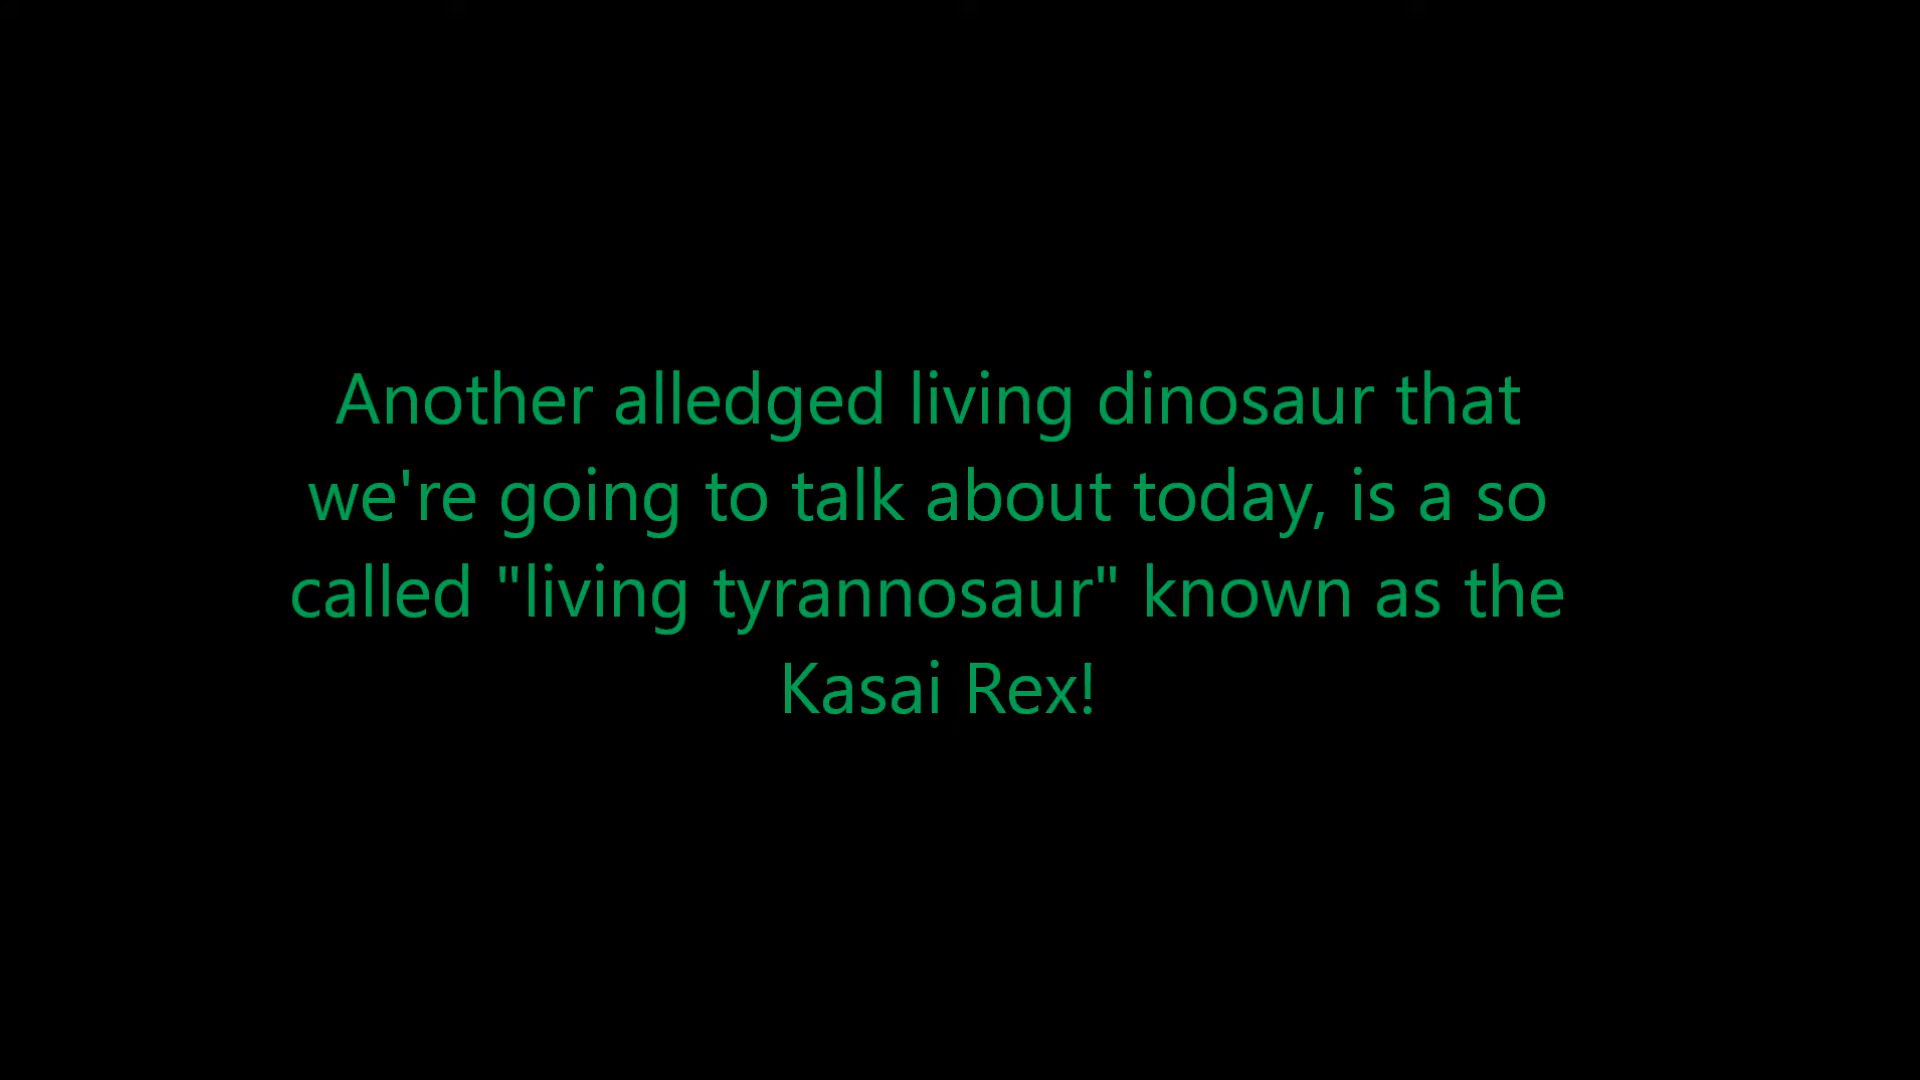 Another alledged living dinosaur that
we're going to talk about today, is a so
called "living tyrannosaur" known as the
Kasai Rex!